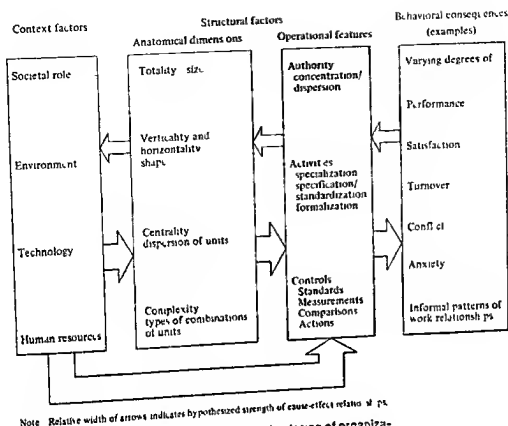 Context factors
Structural factors
Anatomical dimensions
Operational features
Behavioral consequences
(examples)
Societal role
Environment
Technology
Human resources
Totality size
Verticality and
horizontality
shape
Centrality
dispersion of units
Complexity
types of combinations
of units
Authority
concentration/
dispersion
Activities
specialization
specification/
standardization
formalization
Controls
Standards
Measurements
Comparisons
Actions
Varying degrees of
Performance
Satisfaction
Turnover
Conflict
Anxiety
Informal patterns of
work relationships
Note Relative width of arrows indicates hypothesized strength of cause-effect relationships.
of organiza-